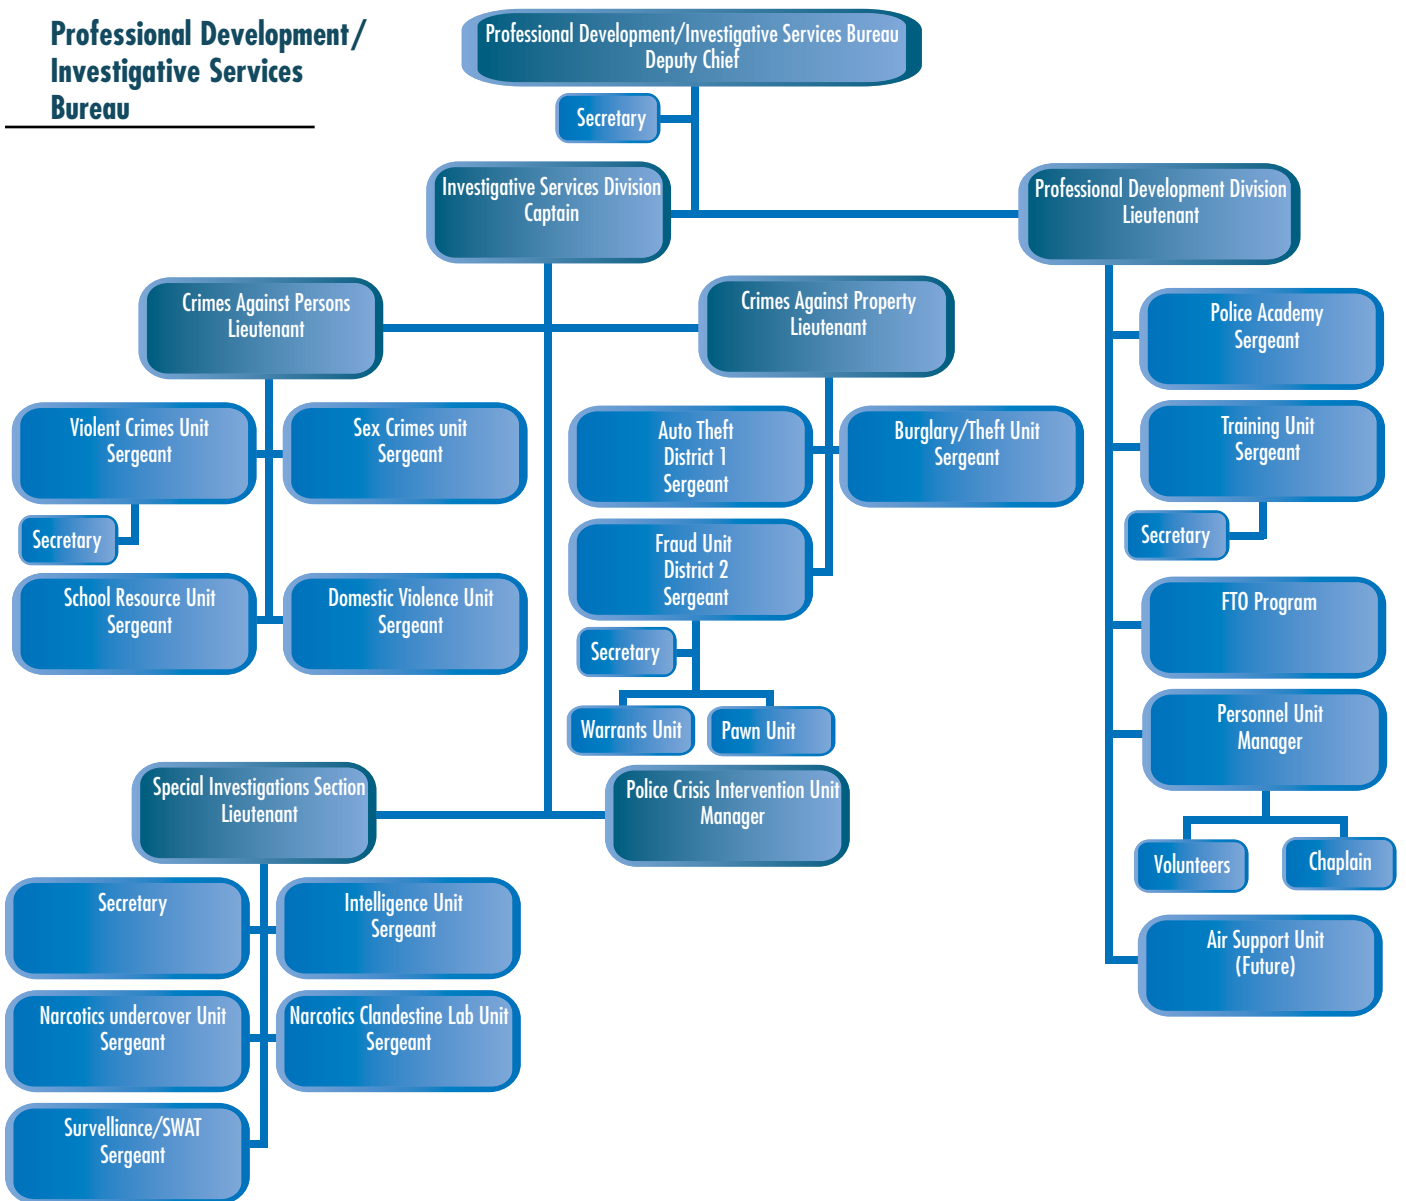 Professional Development/
Investigative Services
Bureau
Professional Development/Investigative Services Bureau
Deputy Chief
Secretary
Investigative Services Division
Captain
Professional Development Division
Lieutenant
Crimes Against Persons
Lieutenant
Crimes Against Property
Lieutenant
Police Academy
Sergeant
Violent Crimes Unit
Sergeant
Sex Crimes unit
Sergeant
Auto Theft
District 1
Sergeant
Burglary/Theft Unit
Sergeant
Training Unit
Sergeant
Secretary
Fraud Unit
District 2
Sergeant
Secretary
School Resource Unit
Sergeant
Domestic Violence Unit
Sergeant
FTO Program
Secretary
Warrants Unit
Pawn Unit
Personnel Unit
Manager
Special Investigations Section
Lieutenant
Police Crisis Intervention Unit
Manager
Volunteers
Chaplain
Secretary
Intelligence Unit
Sergeant
Air Support Unit
(Future)
Narcotics undercover Unit
Sergeant
Narcotics Clandestine Lab Unit
Sergeant
Survelliance/SWAT
Sergeant